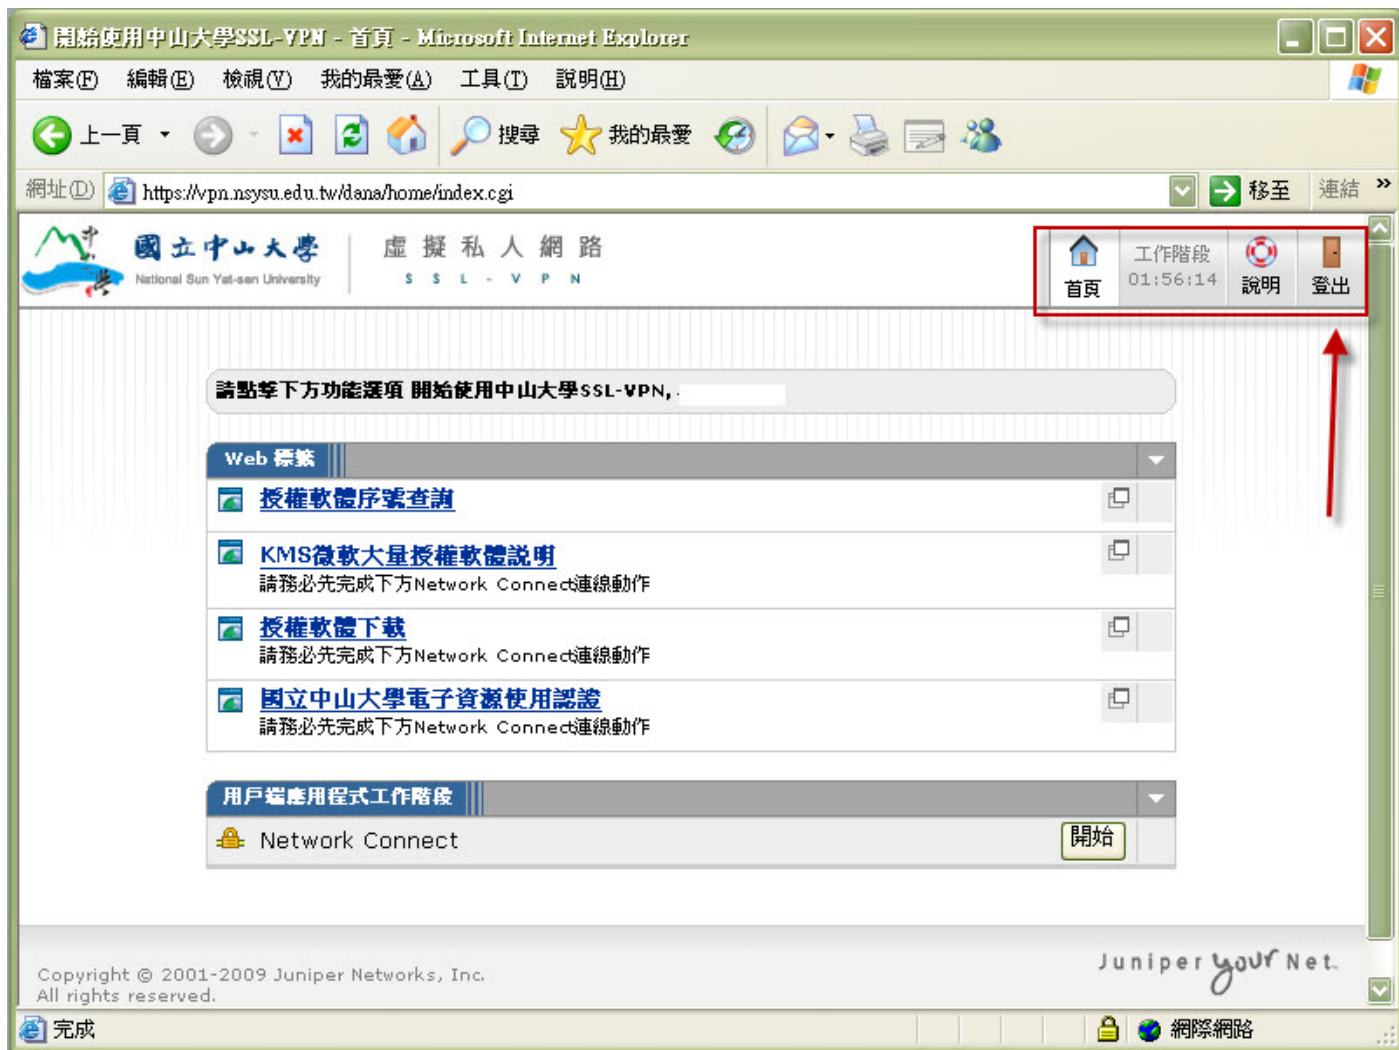 開始使用中山大學SSL-VPN - 首頁 - Microsoft Internet Explorer
檔案(F) 編輯(E) 檢視(V) 我的最愛(A) 工具(T) 說明(H)
上一頁 搜尋 我的最愛
網址(D) https://vpn.nsysu.edu.tw/dana/home/index.cgi 移至 連結 »
中山大學
國立中山大學 虛擬私人網路
National Sun Yat-sen University SSL-VPN
首頁 工作階段 01:56:14 說明 登出
請點擊下方功能選項 開始使用中山大學SSL-VPN,
Web 標籤
授權軟體序號查詢
KMS微軟大量授權軟體說明
請務必先完成下方Network Connect連線動作
授權軟體下載
請務必先完成下方Network Connect連線動作
國立中山大學電子資源使用認證
請務必先完成下方Network Connect連線動作
用戶端應用程式工作階段
Network Connect 開始
Juniper your Net.
Copyright © 2001-2009 Juniper Networks, Inc.
All rights reserved.
完成 網際網路